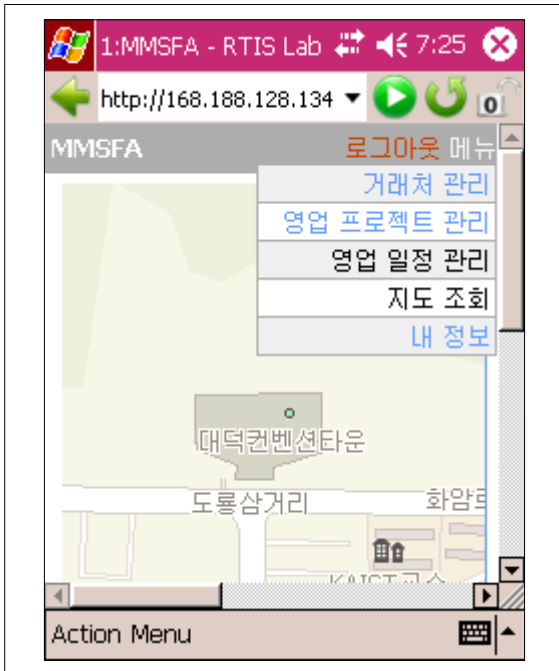 1:MMSFA - RTIS Lab 7:25
http://168.188.128.134
MMSFA 로그아웃 메뉴
거래처 관리
영업 프로젝트 관리
영업 일정 관리
지도 조회
내 정보
대덕컨벤션타운
도룡삼거리
Action Menu